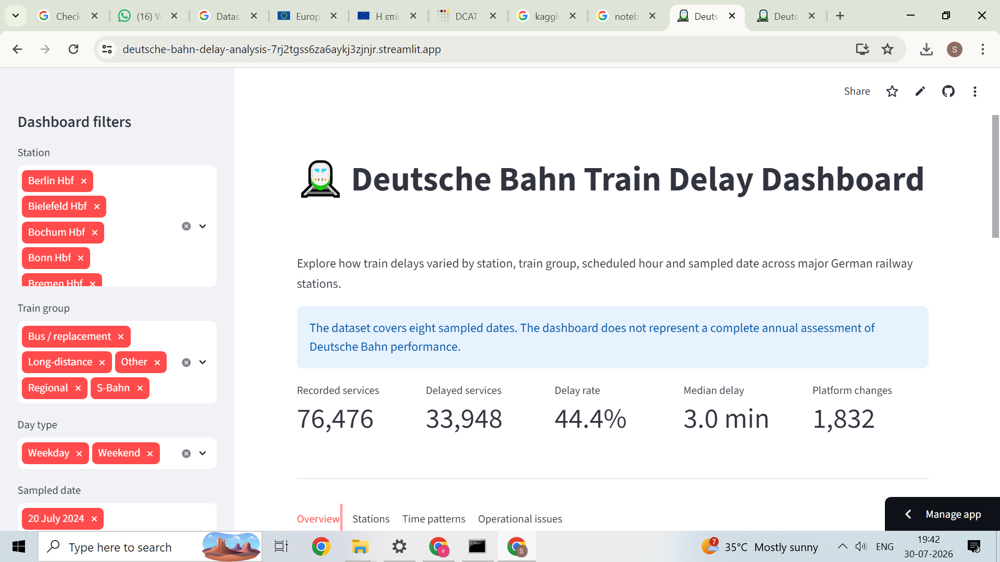 Check
(16) W
Datas
Europ
Η επίσ
DCAT-
kaggl
noteb
Deuts
Deuts
deutsche-bahn-delay-analysis-7rj2tgss6za6aykj3zjnjr.streamlit.app
S
Share
Dashboard filters
Station
Berlin Hbf
Bielefeld Hbf
Bochum Hbf
Bonn Hbf
Bremen Hbf
Train group
Bus / replacement
Long-distance
Other
Regional
S-Bahn
Day type
Weekday
Weekend
Sampled date
20 July 2024
Deutsche Bahn Train Delay Dashboard
Explore how train delays varied by station, train group, scheduled hour and sampled date across major German railway
stations.
The dataset covers eight sampled dates. The dashboard does not represent a complete annual assessment of
Deutsche Bahn performance.
Recorded services
76,476
Delayed services
33,948
Delay rate
44.4%
Median delay
3.0 min
Platform changes
1,832
Overview
Stations
Time patterns
Operational issues
Manage app
Type here to search
V
S
7
35°C Mostly sunny
ENG
19:42
30-07-2026